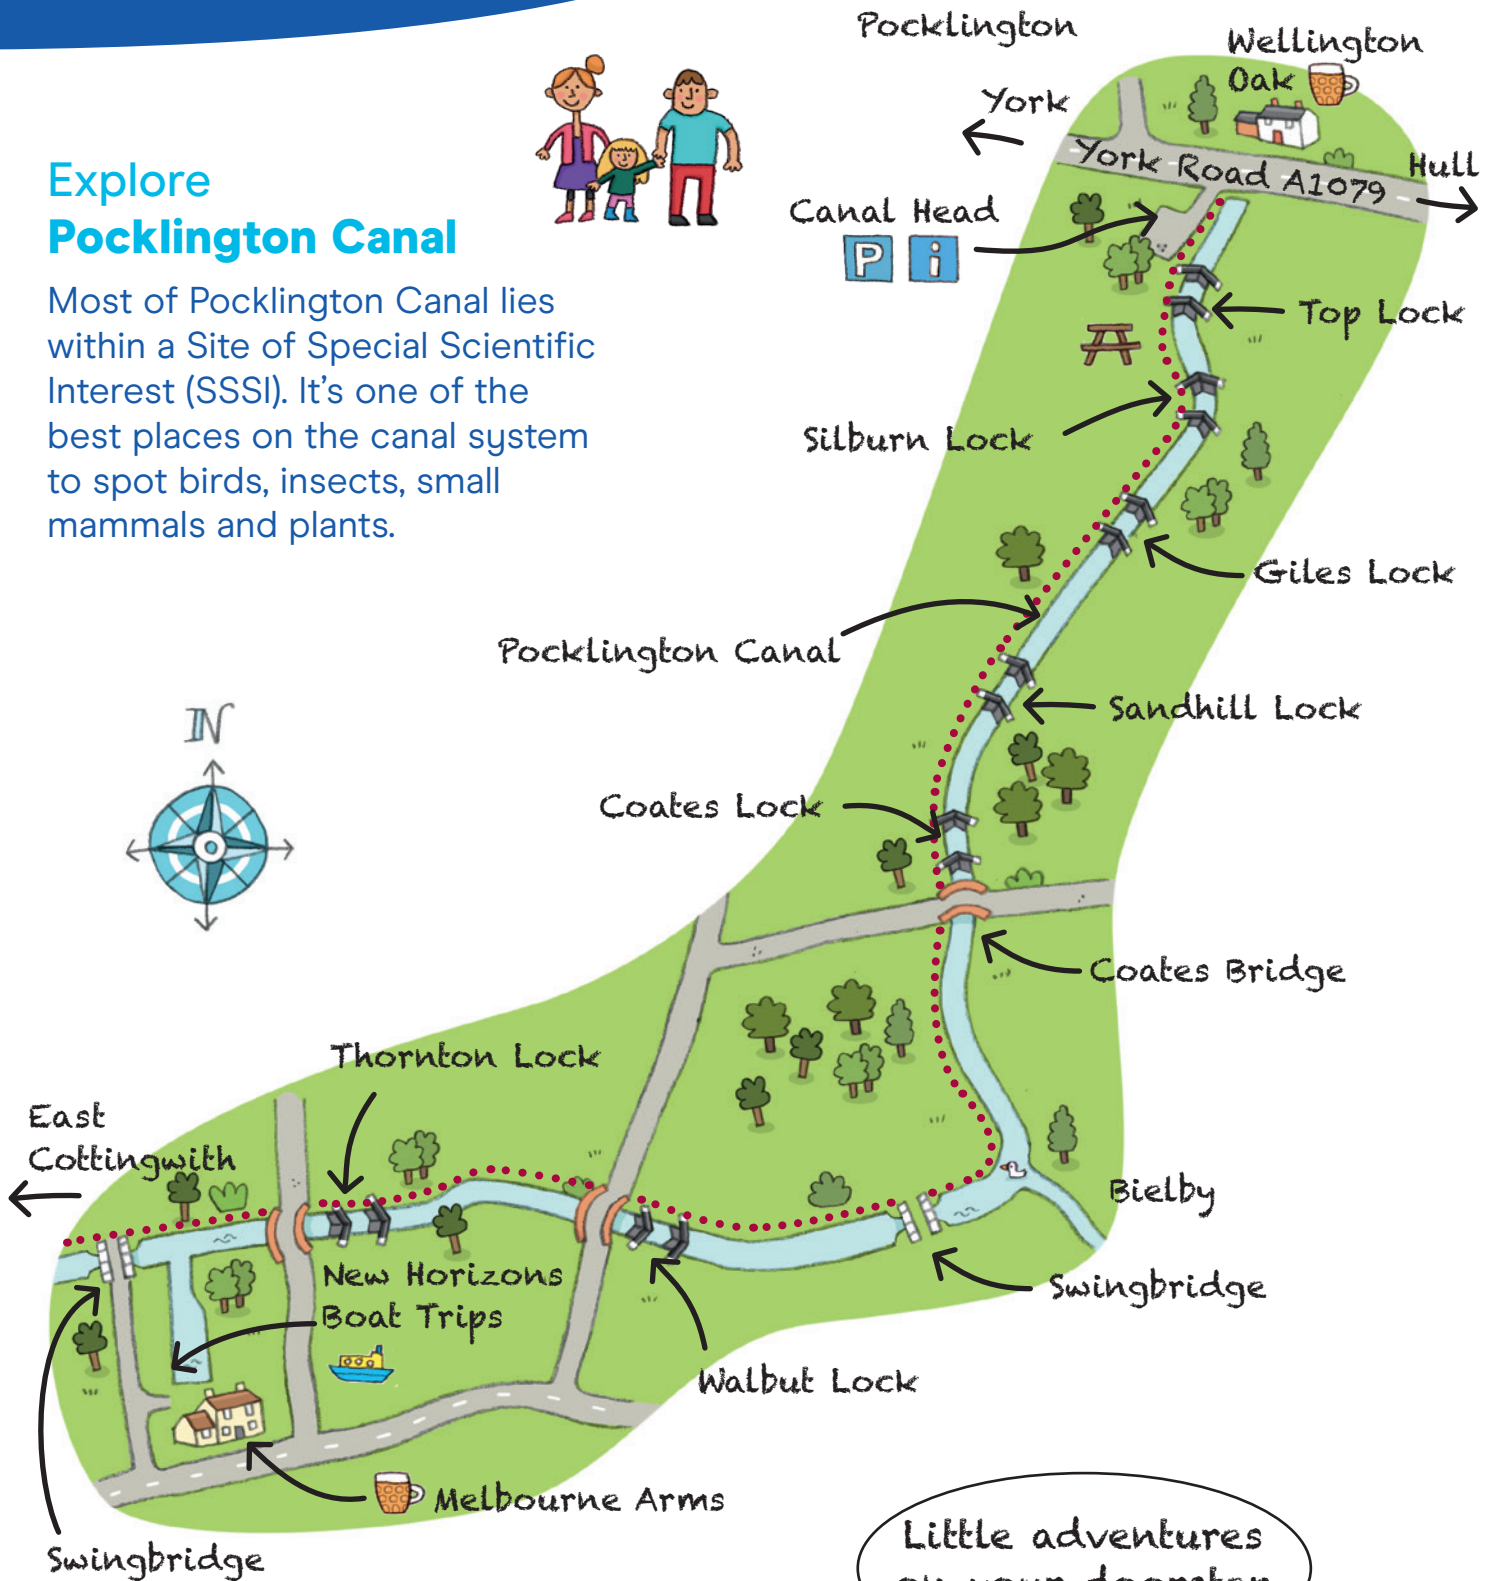 Explore
Pocklington Canal
Most of Pocklington Canal lies
within a Site of Special Scientific
Interest (SSSI). It's one of the
best places on the canal system
to spot birds, insects, small
mammals and plants.
Pocklington
Wellington
Oak
York
York Road A1079
Hull
Canal Head
P i
Top Lock
Silburn Lock
Giles Lock
Pocklington Canal
Sandhill Lock
N
Coates Lock
Coates Bridge
Thornton Lock
East
Cottingwith
Bielby
New Horizons
Boat Trips
Swingbridge
Walbut Lock
Melbourne Arms
Swingbridge
Little adventures
on your doorstep